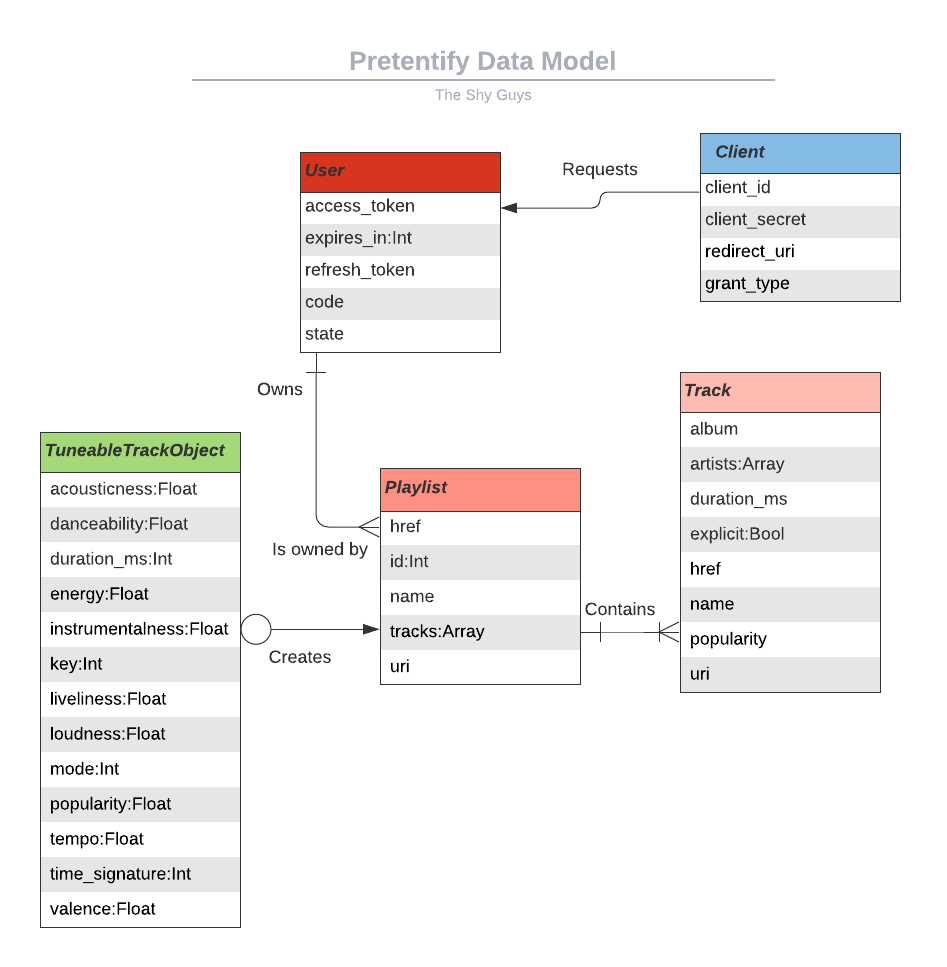 Pretentify Data Model
The Shy Guys
User
access_token
expires_in:Int
refresh_token
code
state
Requests
Client
client_id
client_secret
redirect_uri
grant_type
Owns
Is owned by
TuneableTrackObject
acousticness:Float
danceability:Float
duration_ms:Int
energy:Float
instrumentalness:Float
key:Int
liveliness:Float
loudness:Float
mode:Int
popularity:Float
tempo:Float
time_signature:Int
valence:Float
Creates
Playlist
href
id:Int
name
tracks:Array
uri
Contains
Track
album
artists:Array
duration_ms
explicit:Bool
href
name
popularity
uri